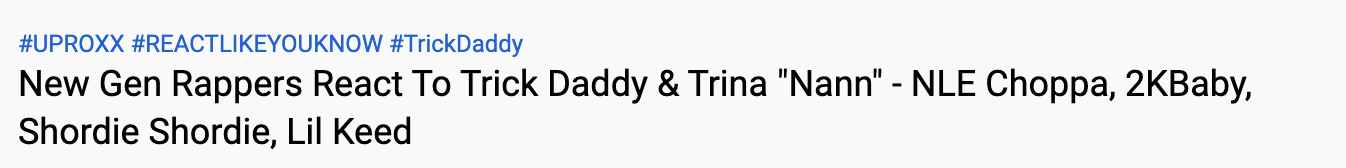 #UPROXX #REACTLIKEYOUKNOW #TrickDaddy
New Gen Rappers React To Trick Daddy & Trina "Nann" - NLE Choppa, 2KBaby,
Shordie Shordie, Lil Keed